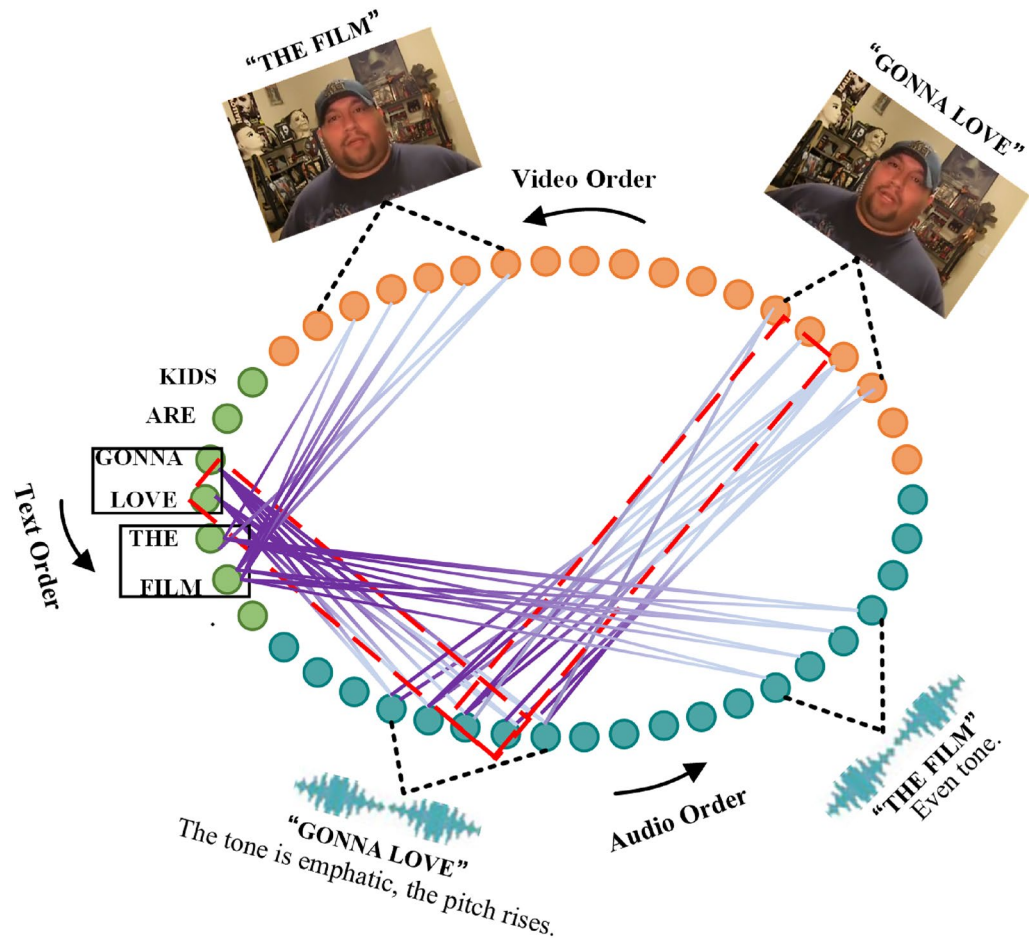 “THE FILM”
“GONNA LOVE”
Video Order
KIDS
ARE
GONNA
LOVE
THE
FILM
.
Text Order
Audio Order
“GONNA LOVE”
The tone is emphatic, the pitch rises.
“THE FILM”
Even tone.